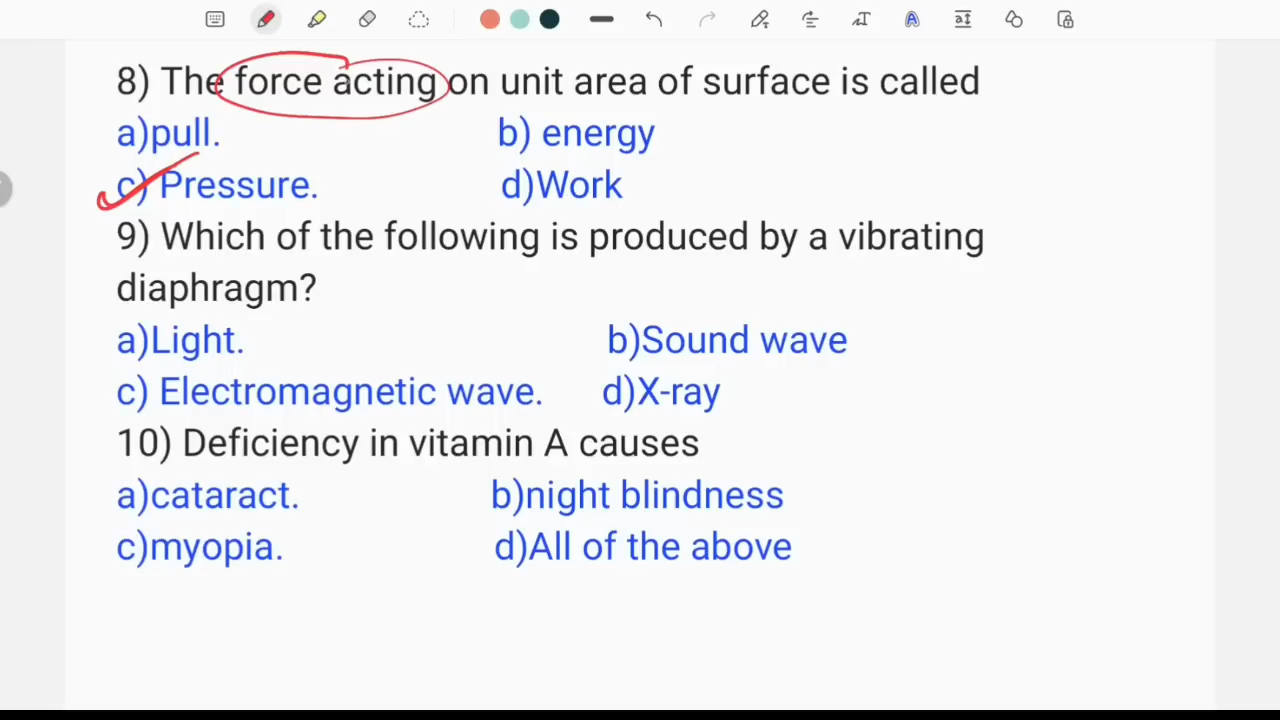 8) The force acting on unit area of surface is called
a)pull. b) energy
c) Pressure. d)Work
9) Which of the following is produced by a vibrating
diaphragm?
a)Light. b)Sound wave
c) Electromagnetic wave. d)X-ray
10) Deficiency in vitamin A causes
a)cataract. b)night blindness
c)myopia. d)All of the above